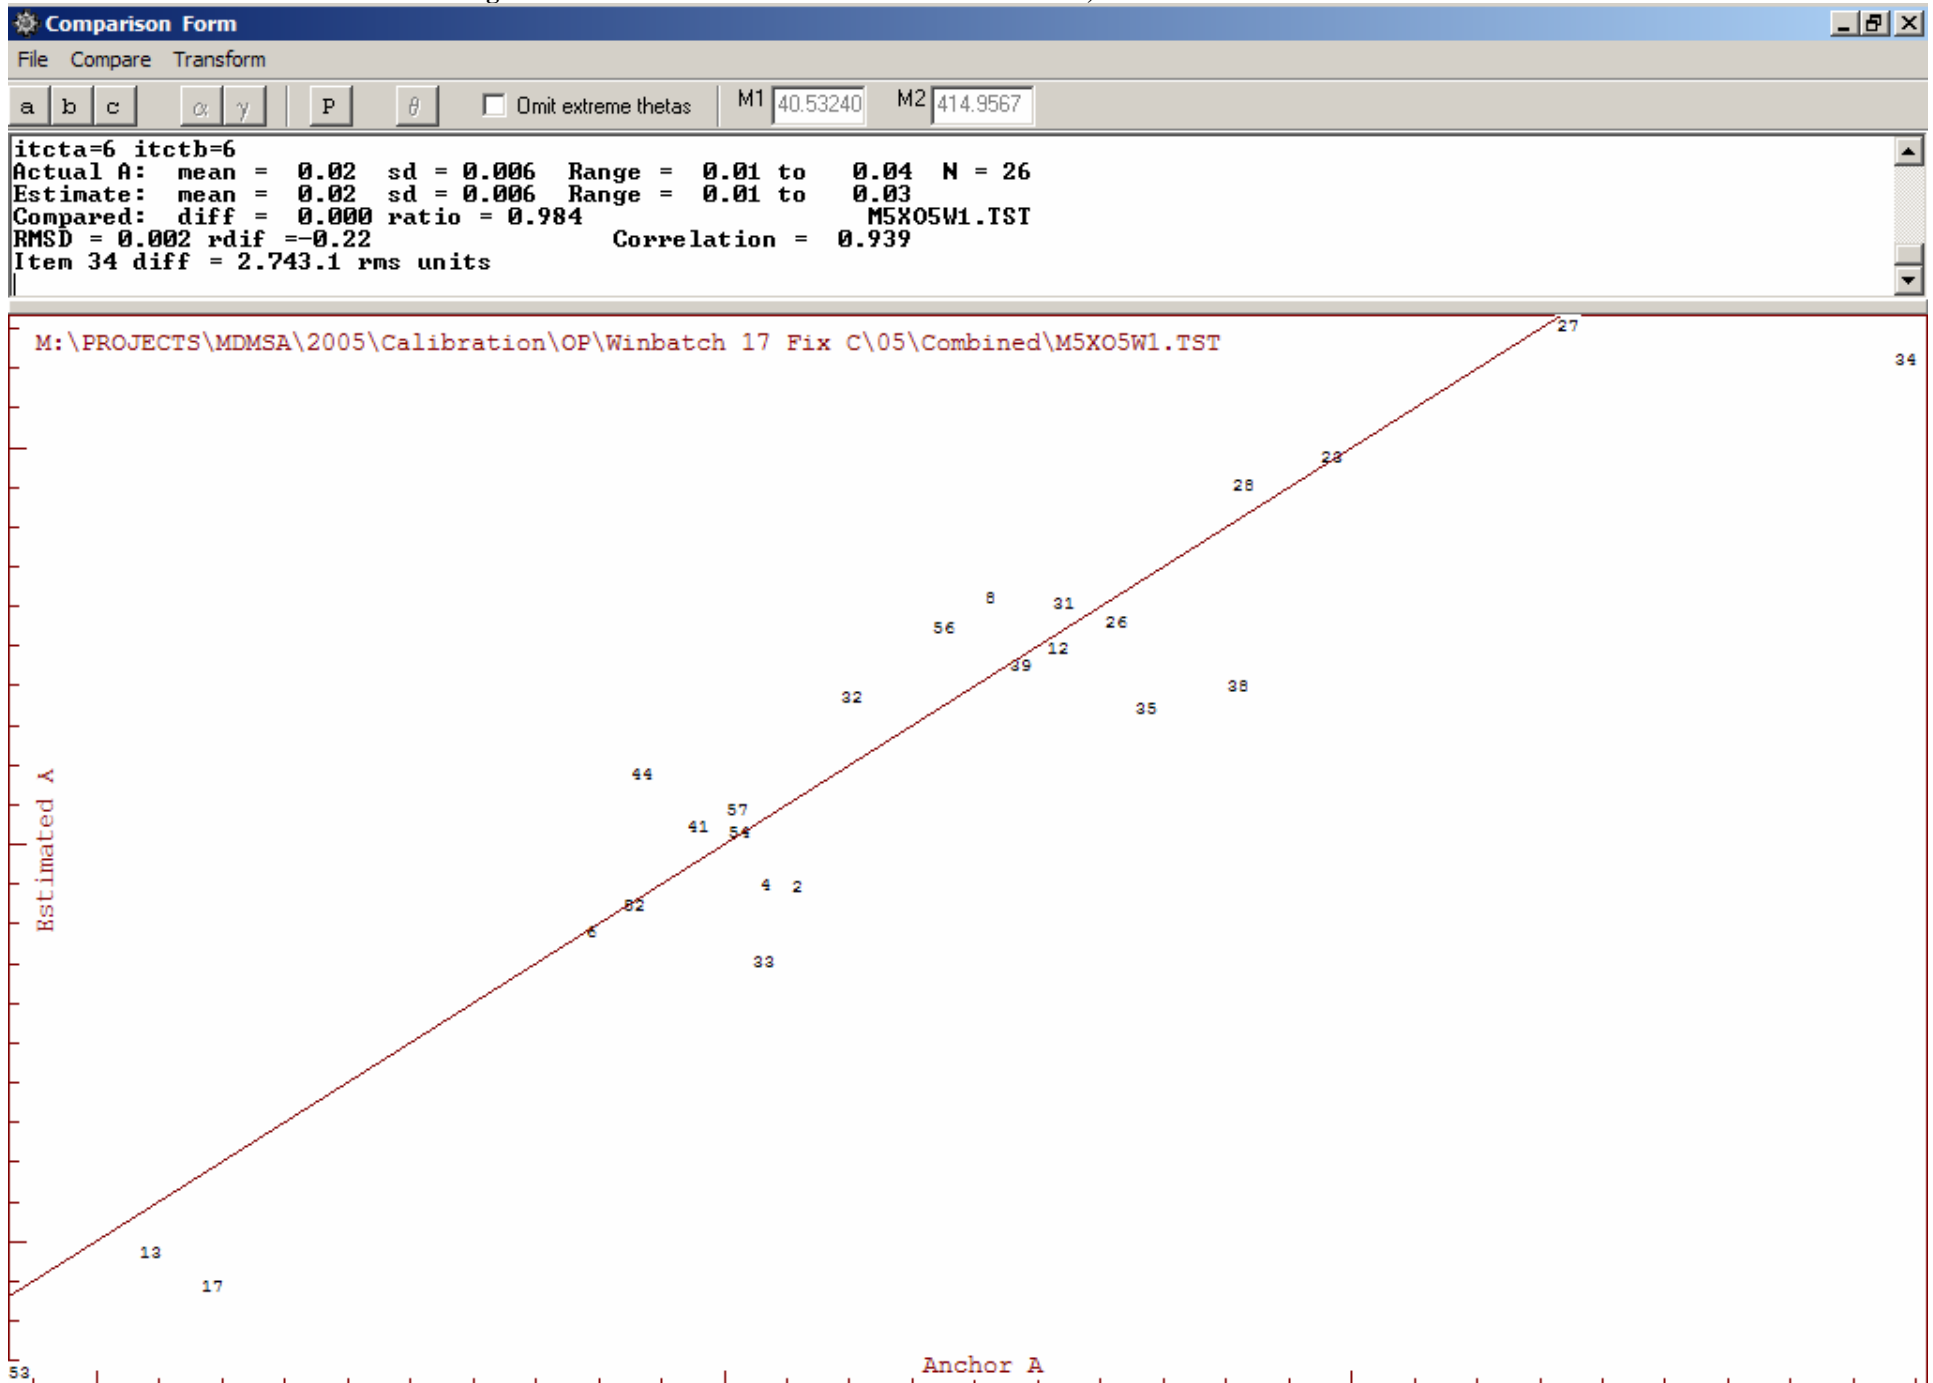 Comparison Form
File Compare Transform
a b c α γ P θ Omit extreme thetas M1 40.53240 M2 414.9567
itcta=6 itctb=6
Actual A: mean = 0.02 sd = 0.006 Range = 0.01 to 0.04 N = 26
Estimate: mean = 0.02 sd = 0.006 Range = 0.01 to 0.03
Compared: diff = 0.000 ratio = 0.984 M5XO5W1.TST
RMSD = 0.002 rdif =-0.22 Correlation = 0.939
Item 34 diff = 2.743.1 rms units
M:\PROJECTS\MDMSA\2005\Calibration\OP\Winbatch 17 Fix C\05\Combined\M5XO5W1.TST
27
34
23
28
8
31
56
26
12
39
32
38
35
44
57
41
54
4 2
6
33
13
17
53
Estimated A
Anchor A